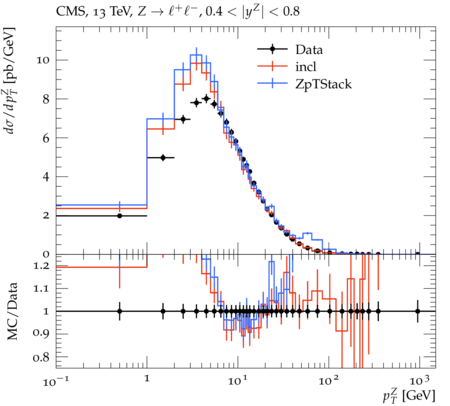 CMS, 13 TeV, Z → ℓ⁺ℓ⁻, 0.4 < |y^Z| < 0.8
dσ/dp_T^Z [pb/GeV]
10
8
6
4
2
0
Data
incl
ZpTStack
MC/Data
1.2
1.1
1
0.9
0.8
10⁻¹
1
10¹
10²
10³
p_T^Z [GeV]